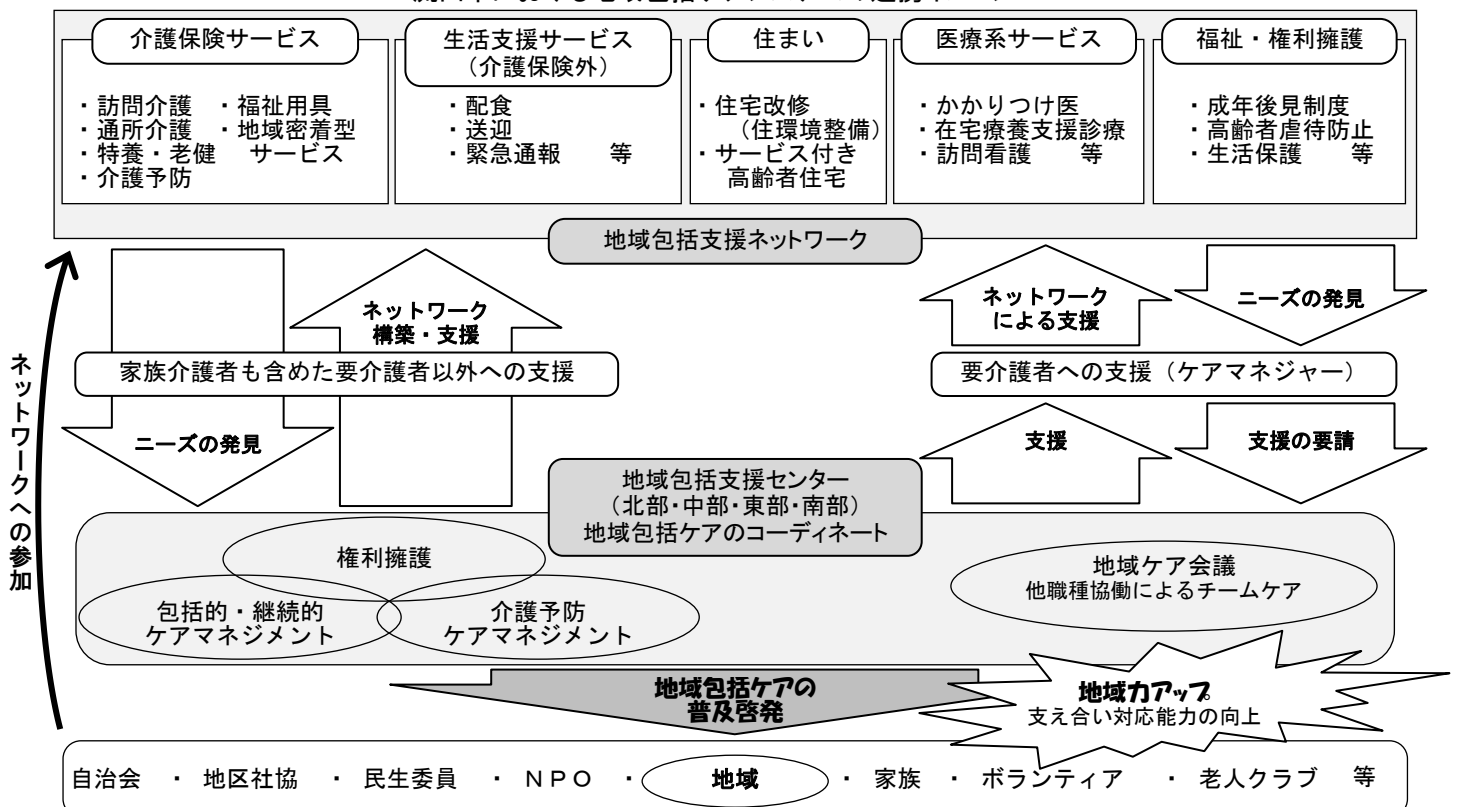 介護保険サービス
・訪問介護 ・福祉用具
・通所介護 ・地域密着型
・特養・老健 サービス
・介護予防
生活支援サービス
（介護保険外）
・配食
・送迎
・緊急通報 等
住まい
・住宅改修
（住環境整備）
・サービス付き
高齢者住宅
医療系サービス
・かかりつけ医
・在宅療養支援診療
・訪問看護 等
福祉・権利擁護
・成年後見制度
・高齢者虐待防止
・生活保護 等
地域包括支援ネットワーク
ネットワーク
構築・支援
ネットワーク
による支援
ニーズの発見
家族介護者も含めた要介護者以外への支援
要介護者への支援（ケアマネジャー）
ニーズの発見
支援
支援の要請
ネットワークへの参加
地域包括支援センター
（北部・中部・東部・南部）
地域包括ケアのコーディネート
権利擁護
包括的・継続的
ケアマネジメント
介護予防
ケアマネジメント
地域ケア会議
他職種協働によるチームケア
地域包括ケアの
普及啓発
地域力アップ
支え合い対応能力の向上
自治会 ・ 地区社協 ・ 民生委員 ・ ＮＰＯ ・ 地域 ・ 家族 ・ ボランティア ・ 老人クラブ 等